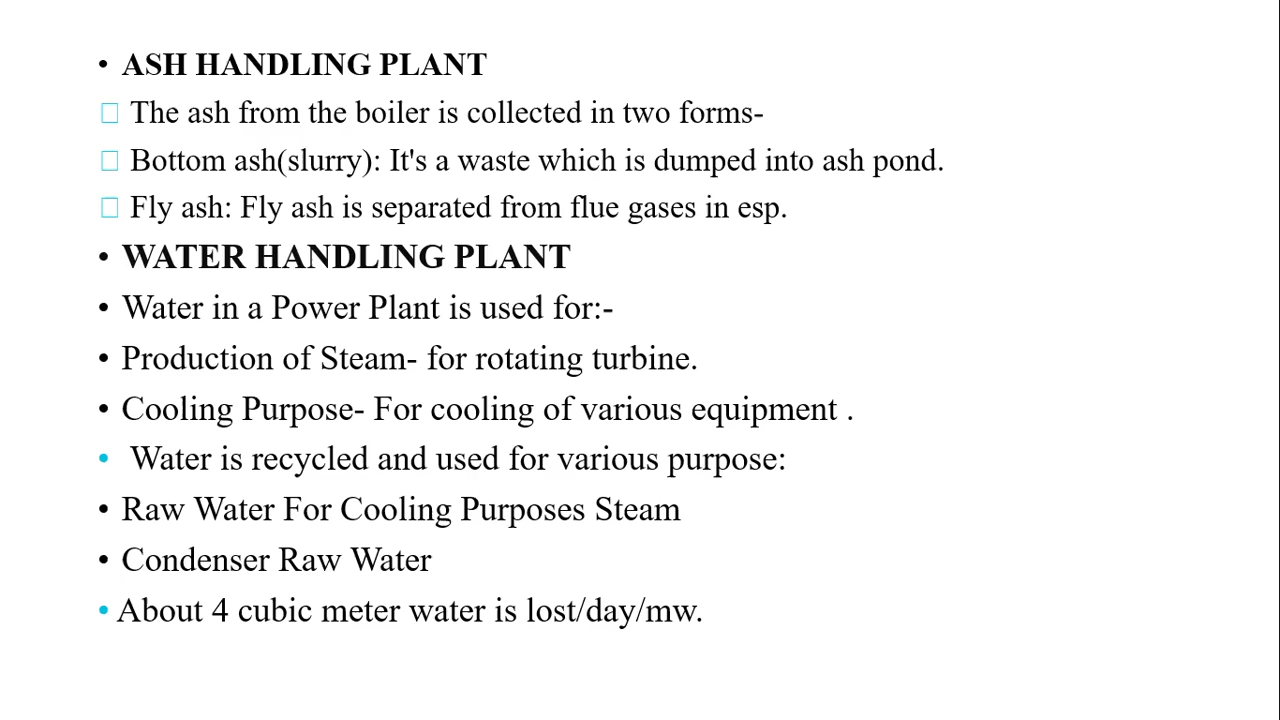 • ASH HANDLING PLANT
□ The ash from the boiler is collected in two forms-
□ Bottom ash(slurry): It's a waste which is dumped into ash pond.
□ Fly ash: Fly ash is separated from flue gases in esp.
• WATER HANDLING PLANT
• Water in a Power Plant is used for:-
• Production of Steam- for rotating turbine.
• Cooling Purpose- For cooling of various equipment .
• Water is recycled and used for various purpose:
• Raw Water For Cooling Purposes Steam
• Condenser Raw Water
• About 4 cubic meter water is lost/day/mw.